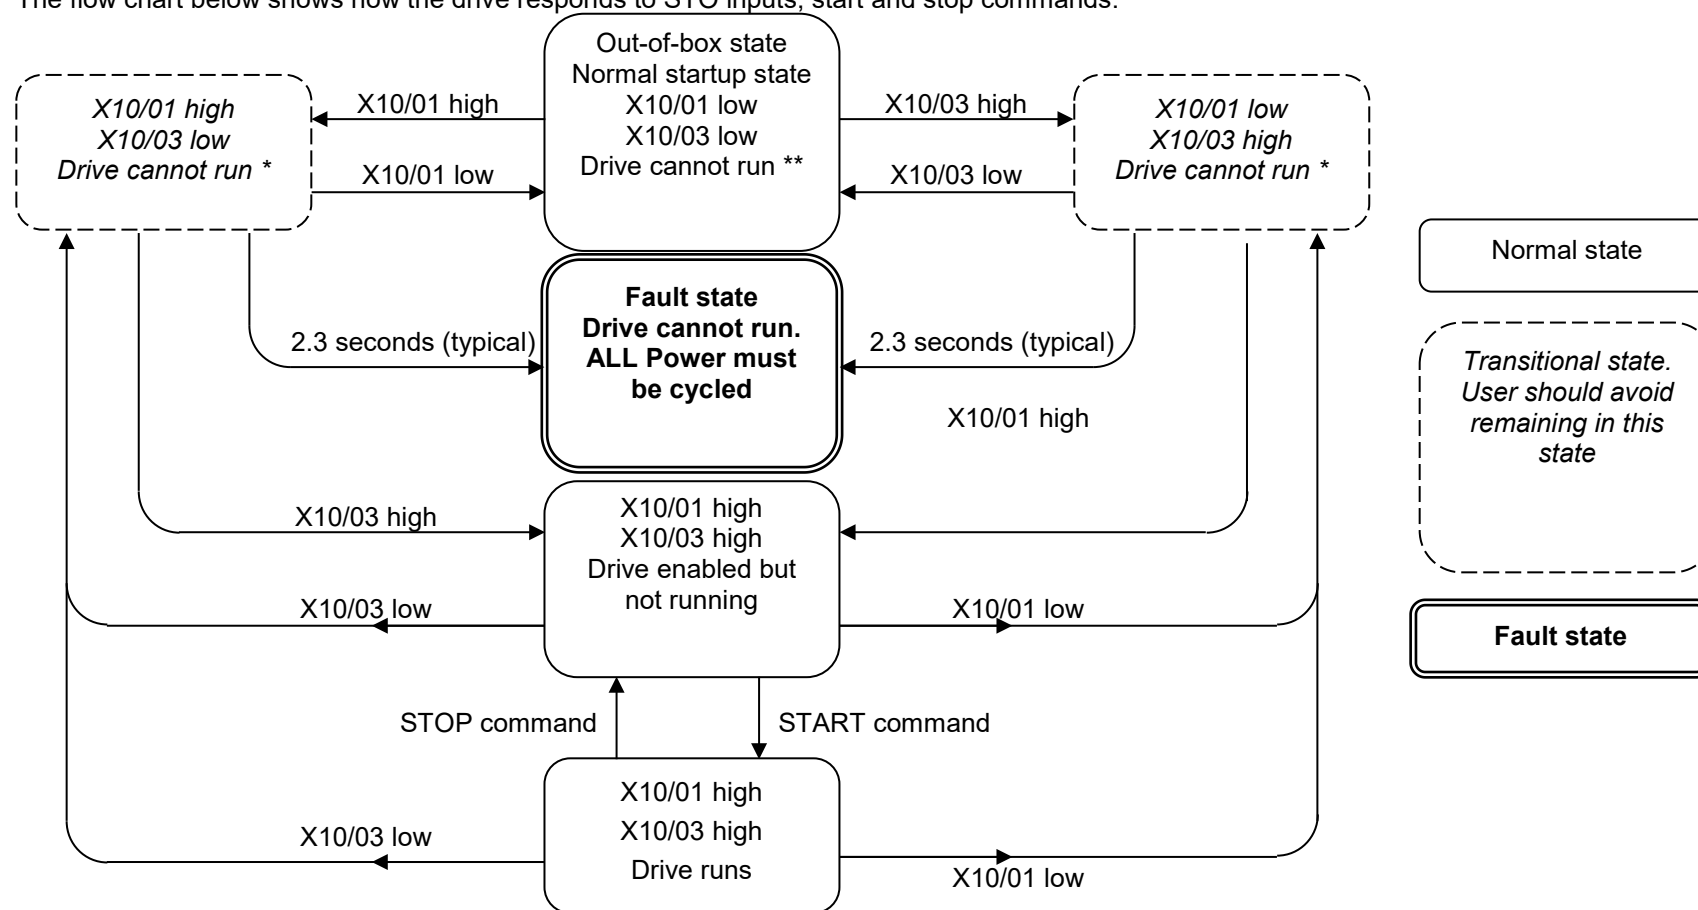 The flow chart below shows how the drive responds to STO inputs, start and stop commands.
Out-of-box state
Normal startup state
X10/01 low
X10/03 low
Drive cannot run **
X10/01 high
X10/03 low
Drive cannot run *
X10/01 high
X10/01 low
X10/03 high
X10/03 low
X10/01 low
X10/03 high
Drive cannot run *
Fault state
Drive cannot run.
ALL Power must
be cycled
2.3 seconds (typical)
2.3 seconds (typical)
X10/01 high
X10/03 high
X10/01 high
X10/03 high
Drive enabled but
not running
X10/03 low
X10/01 low
STOP command
START command
X10/01 high
X10/03 high
Drive runs
X10/03 low
X10/01 low
Normal state
Transitional state.
User should avoid
remaining in this
state
Fault state